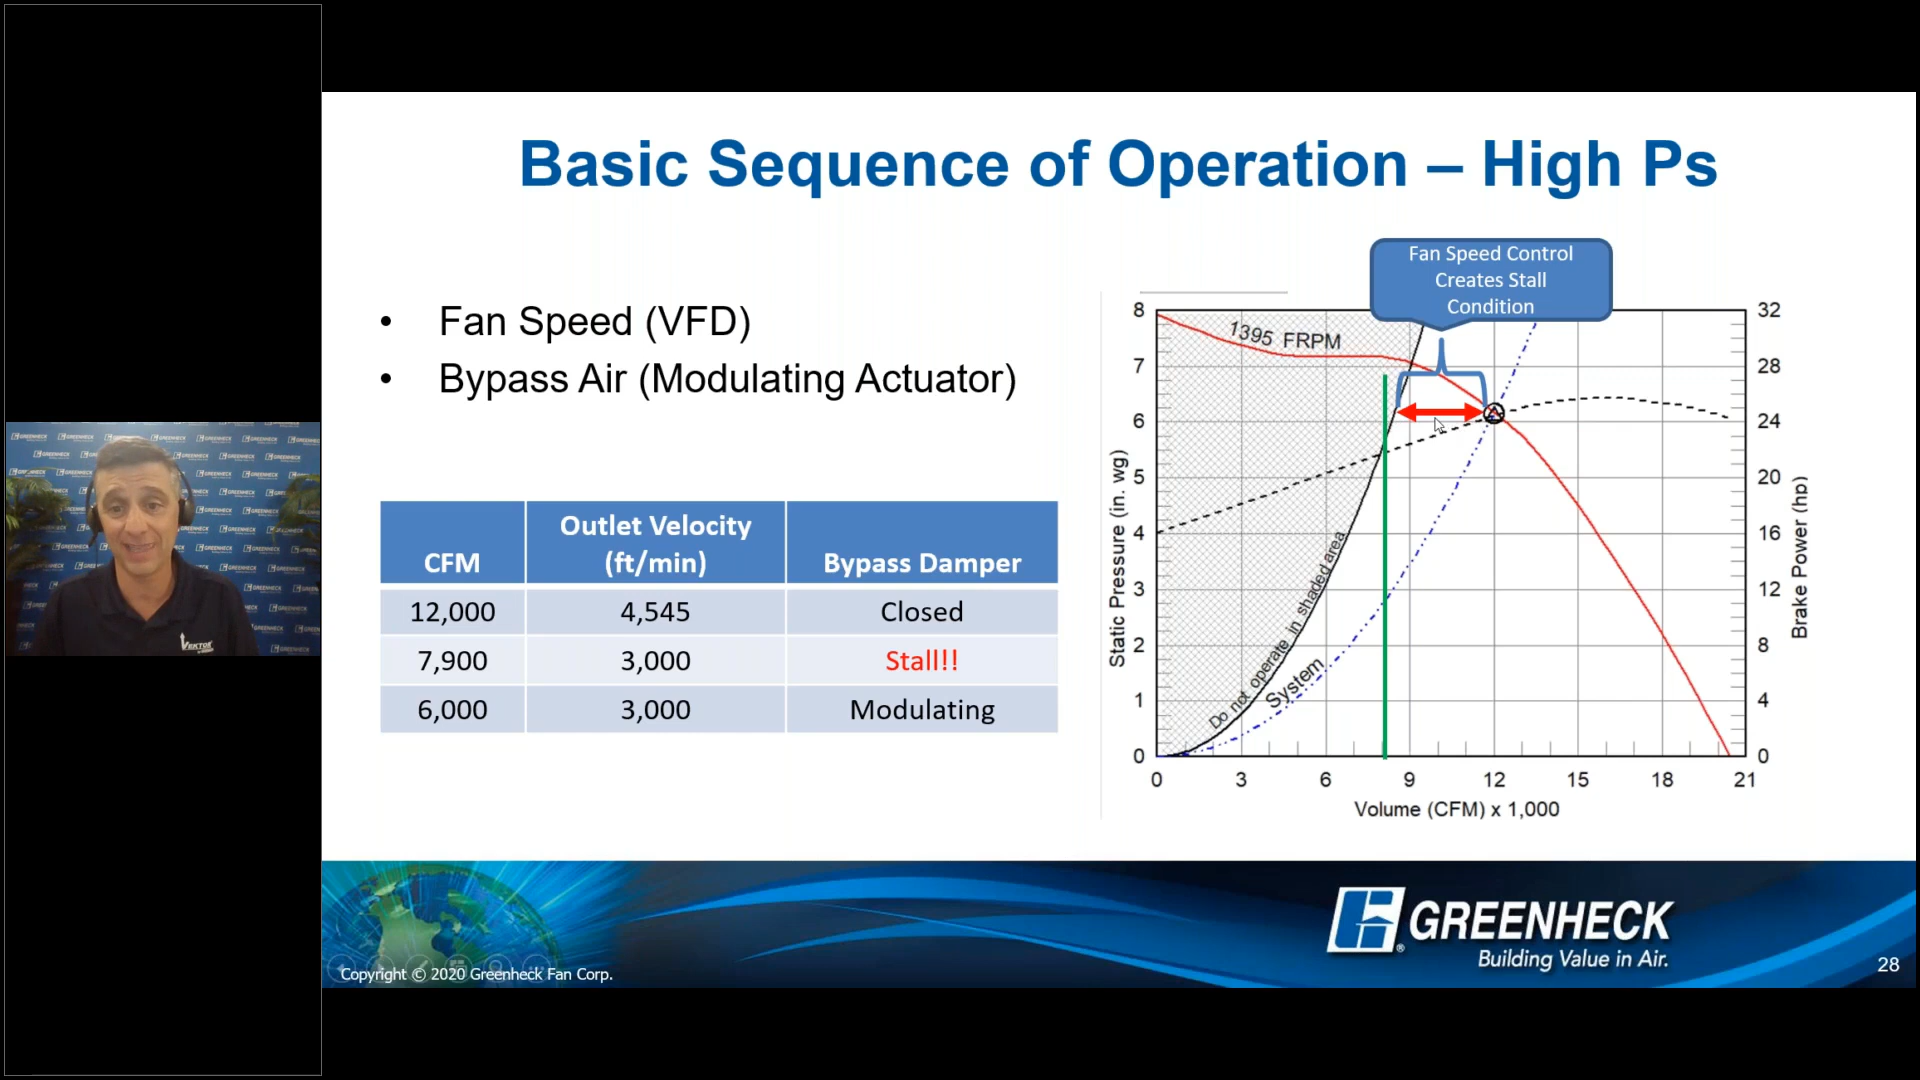 Basic Sequence of Operation – High Ps
• Fan Speed (VFD)
• Bypass Air (Modulating Actuator)
CFM Outlet Velocity (ft/min) Bypass Damper
12,000 4,545 Closed
7,900 3,000 Stall!!
6,000 3,000 Modulating
Fan Speed Control
Creates Stall
Condition
1395 FRPM
Do not operate in shaded area
System
Static Pressure (in. wg)
8
7
6
5
4
3
2
1
0
32
28
24
20
16
12
8
4
0
Brake Power (hp)
0 3 6 9 12 15 18 21
Volume (CFM) x 1,000
VEKTOR
GREENHECK
Building Value in Air.
Copyright © 2020 Greenheck Fan Corp.
28